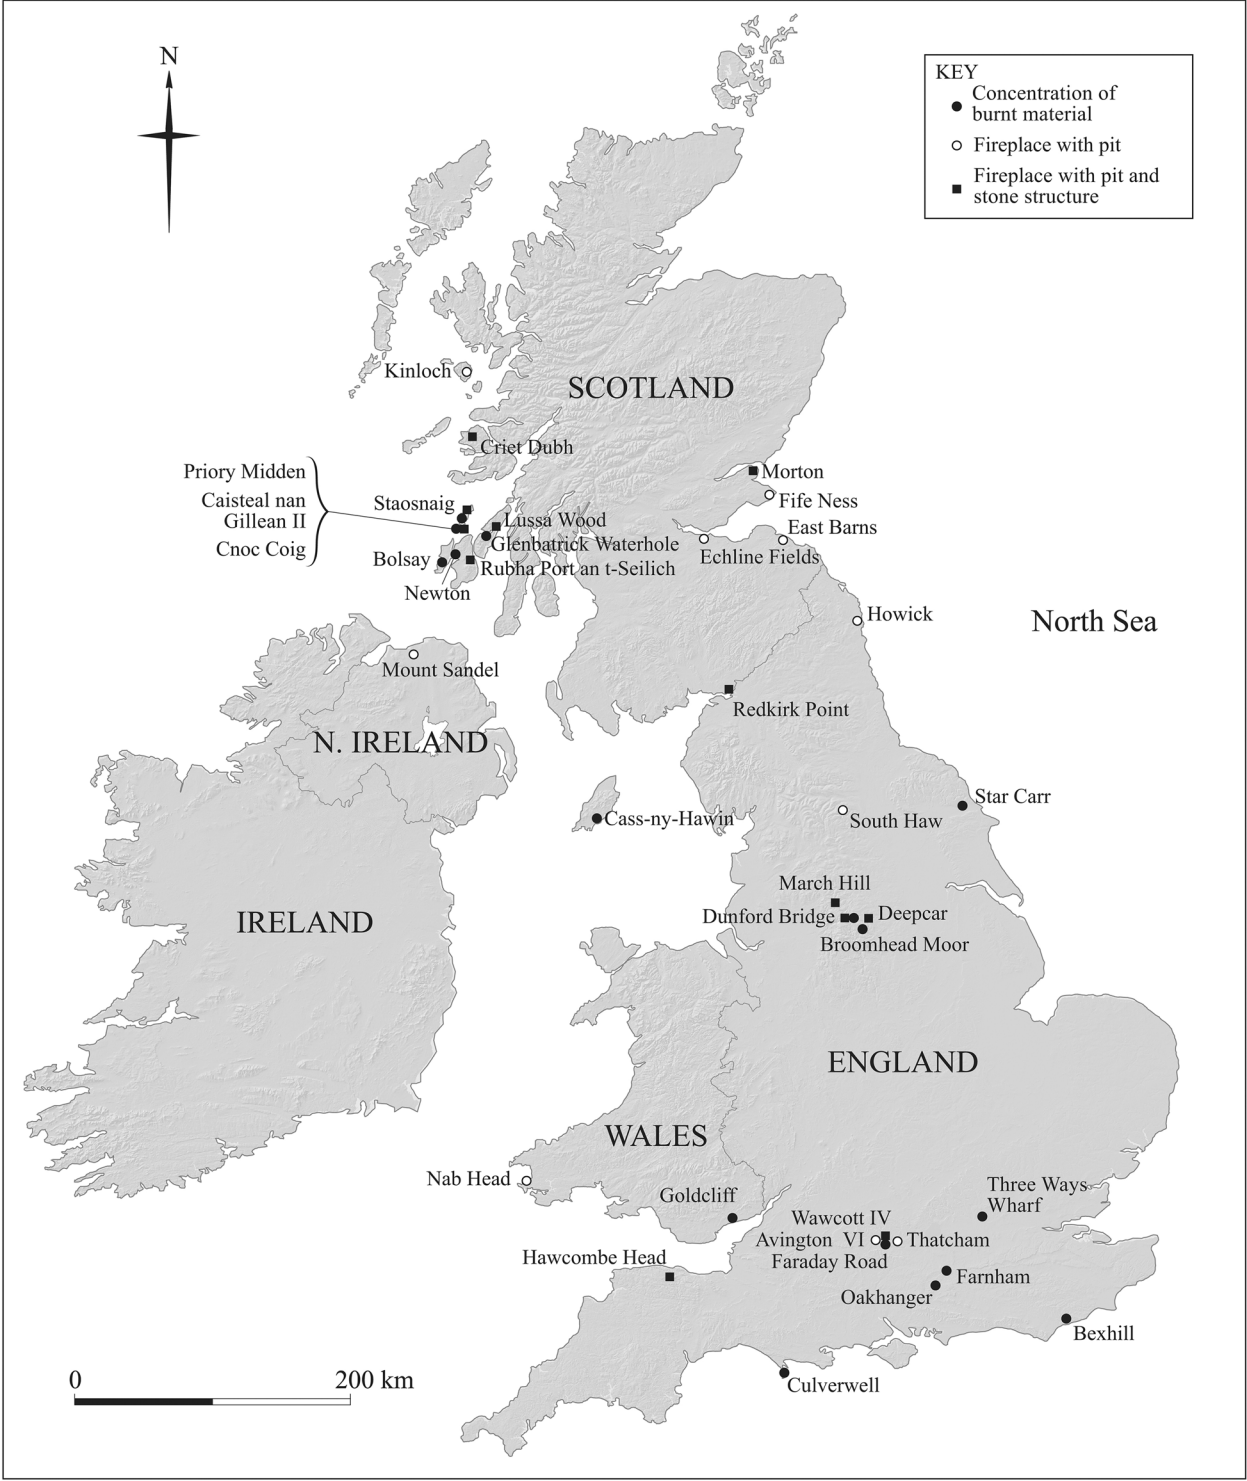 N
KEY
Concentration of
burnt material
Fireplace with pit
Fireplace with pit and
stone structure
Kinloch
SCOTLAND
Criet Dubh
Priory Midden
Caisteal nan
Gillean II
Cnoc Coig
Staosnaig
Lussa Wood
Glenbatrick Waterhole
Bolsay
Rubha Port an t-Seilich
Newton
Morton
Fife Ness
East Barns
Echline Fields
Howick
North Sea
Mount Sandel
Redkirk Point
N. IRELAND
Cass-ny-Hawin
South Haw
Star Carr
March Hill
Dunford Bridge
Deepcar
Broomhead Moor
IRELAND
ENGLAND
WALES
Nab Head
Goldcliff
Three Ways
Wharf
Wawcott IV
Avington VI
Thatcham
Faraday Road
Hawcombe Head
Farnham
Oakhanger
Bexhill
Culverwell
0
200 km